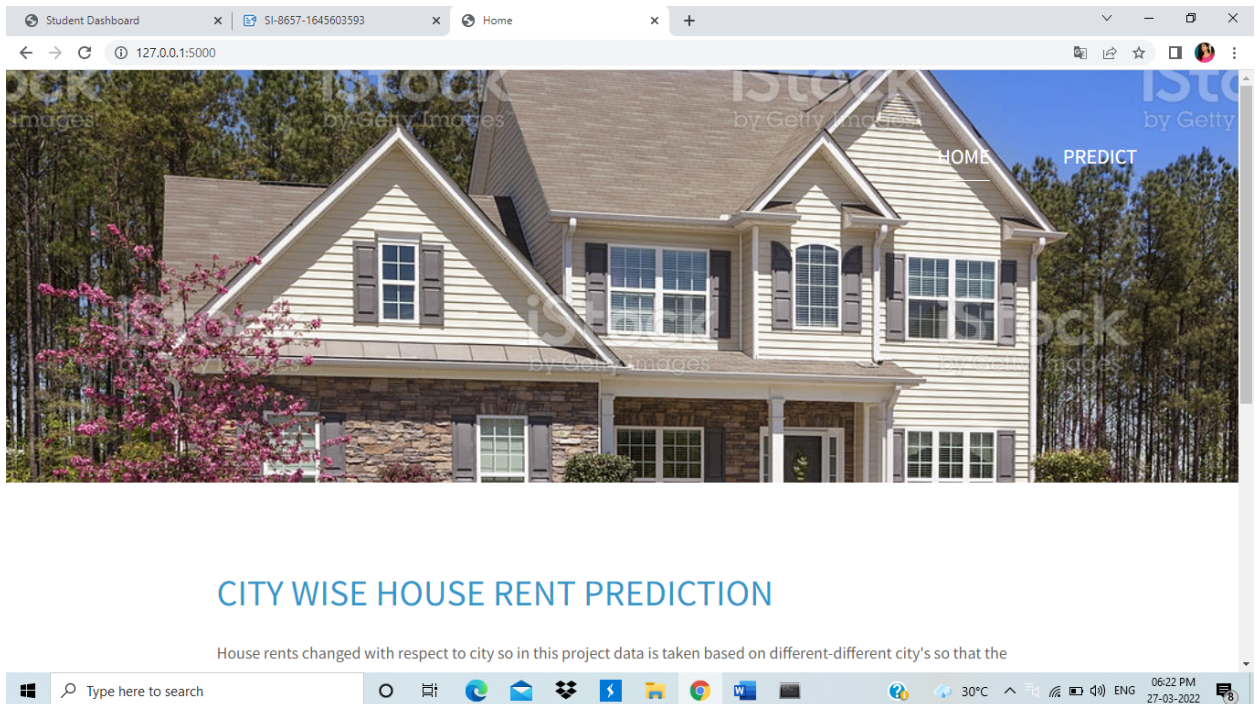 Student Dashboard
SI-8657-1645603593
Home
127.0.0.1:5000
iStock
by Getty Images
HOME
PREDICT
CITY WISE HOUSE RENT PREDICTION
House rents changed with respect to city so in this project data is taken based on different-different city's so that the
Type here to search
30°C
ENG
06:22 PM
27-03-2022
8